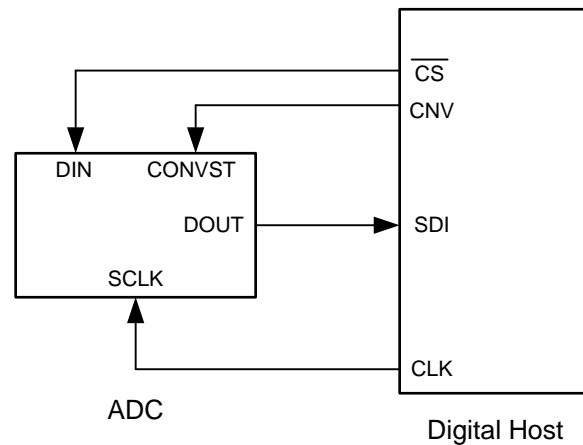 CS
CNV
DIN CONVST
DOUT
SDI
SCLK
CLK
ADC
Digital Host